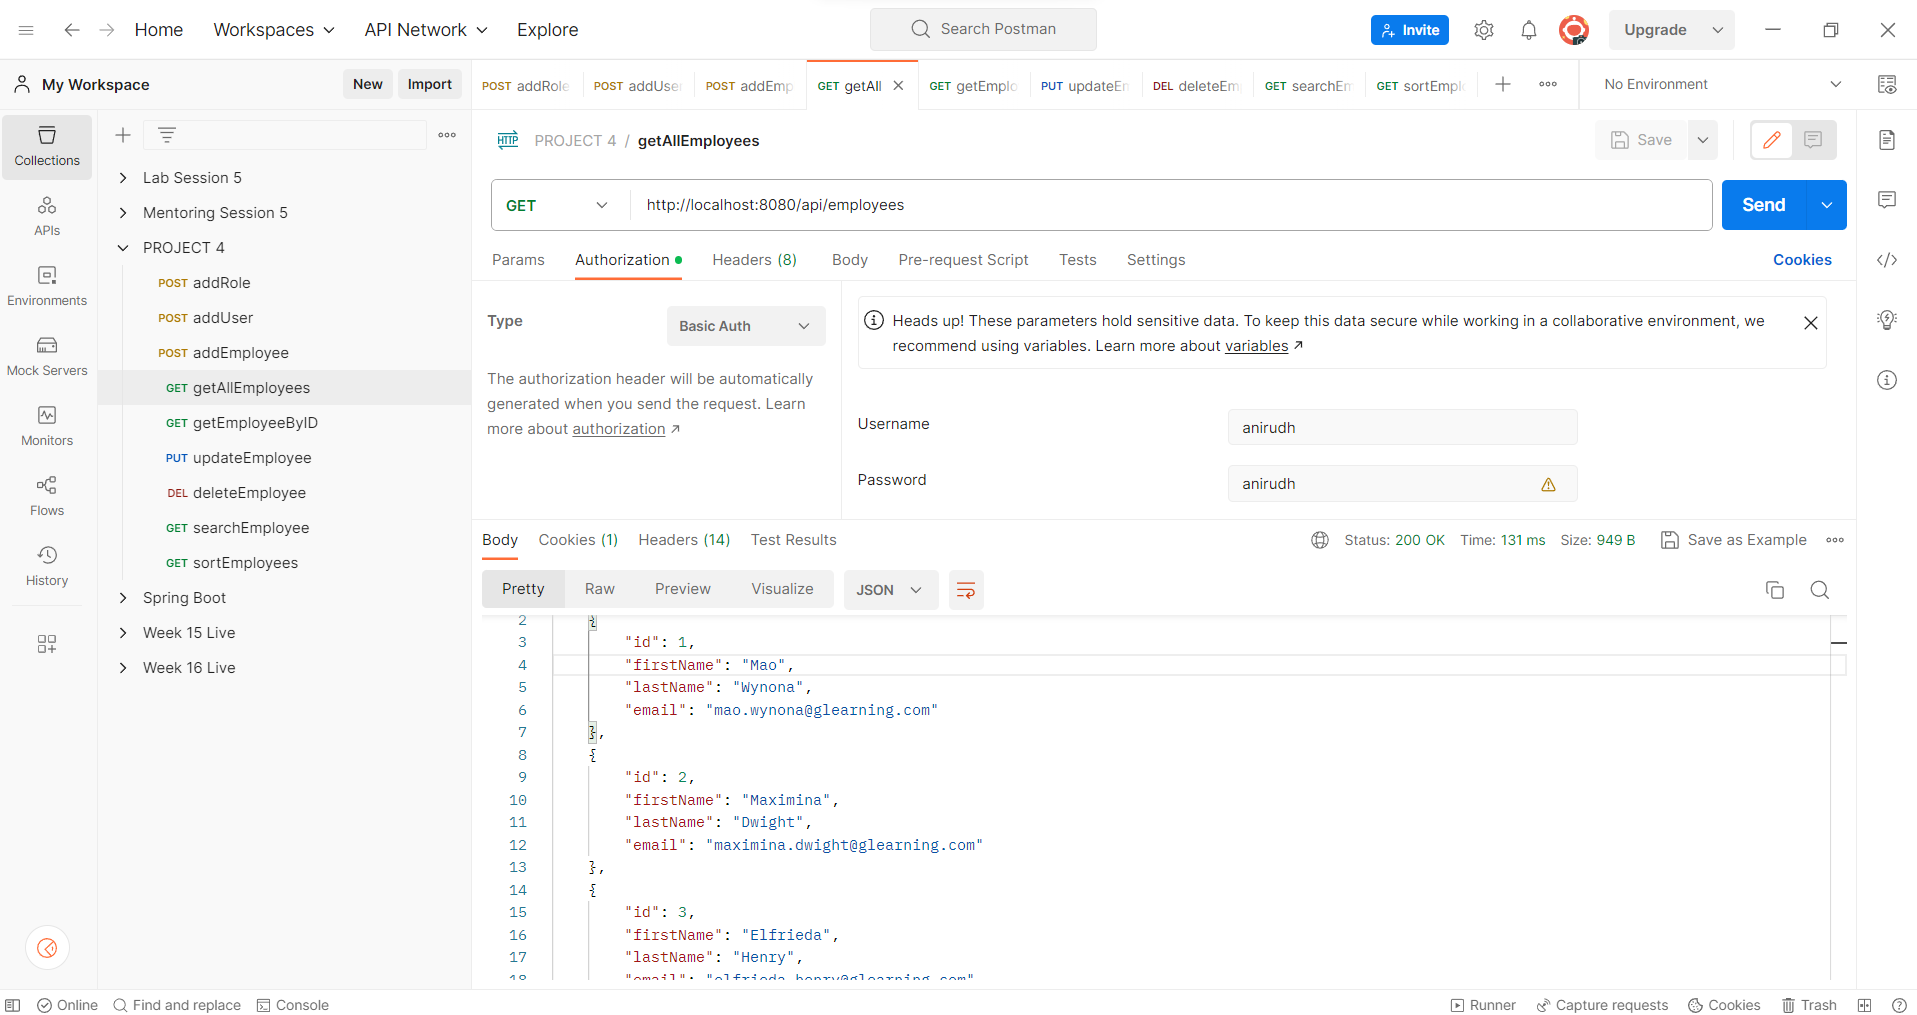 Home Workspaces API Network Explore Search Postman Invite Upgrade
My Workspace New Import
POST addRole POST addUser POST addEmp GET getAll GET getEmplo PUT updateEm DEL deleteEm GET searchEm GET sortEmplo No Environment
Collections
APIs
Environments
Mock Servers
Monitors
Flows
History
Lab Session 5
Mentoring Session 5
PROJECT 4
POST addRole
POST addUser
POST addEmployee
GET getAllEmployees
GET getEmployeeByID
PUT updateEmployee
DEL deleteEmployee
GET searchEmployee
GET sortEmployees
Spring Boot
Week 15 Live
Week 16 Live
HTTP PROJECT 4 / getAllEmployees Save
GET http://localhost:8080/api/employees Send
Params Authorization Headers (8) Body Pre-request Script Tests Settings Cookies
Type Basic Auth
The authorization header will be automatically
generated when you send the request. Learn
more about authorization ↗
Heads up! These parameters hold sensitive data. To keep this data secure while working in a collaborative environment, we
recommend using variables. Learn more about variables ↗
Username anirudh
Password anirudh
Body Cookies (1) Headers (14) Test Results Status: 200 OK Time: 131 ms Size: 949 B Save as Example
Pretty Raw Preview Visualize JSON
2 {
3 "id": 1,
4 "firstName": "Mao",
5 "lastName": "Wynona",
6 "email": "mao.wynona@glearning.com"
7 },
8 {
9 "id": 2,
10 "firstName": "Maximina",
11 "lastName": "Dwight",
12 "email": "maximina.dwight@glearning.com"
13 },
14 {
15 "id": 3,
16 "firstName": "Elfrieda",
17 "lastName": "Henry",
18 "email": "elfrieda.henry@glearning.com"
Online Find and replace Console Runner Capture requests Cookies Trash